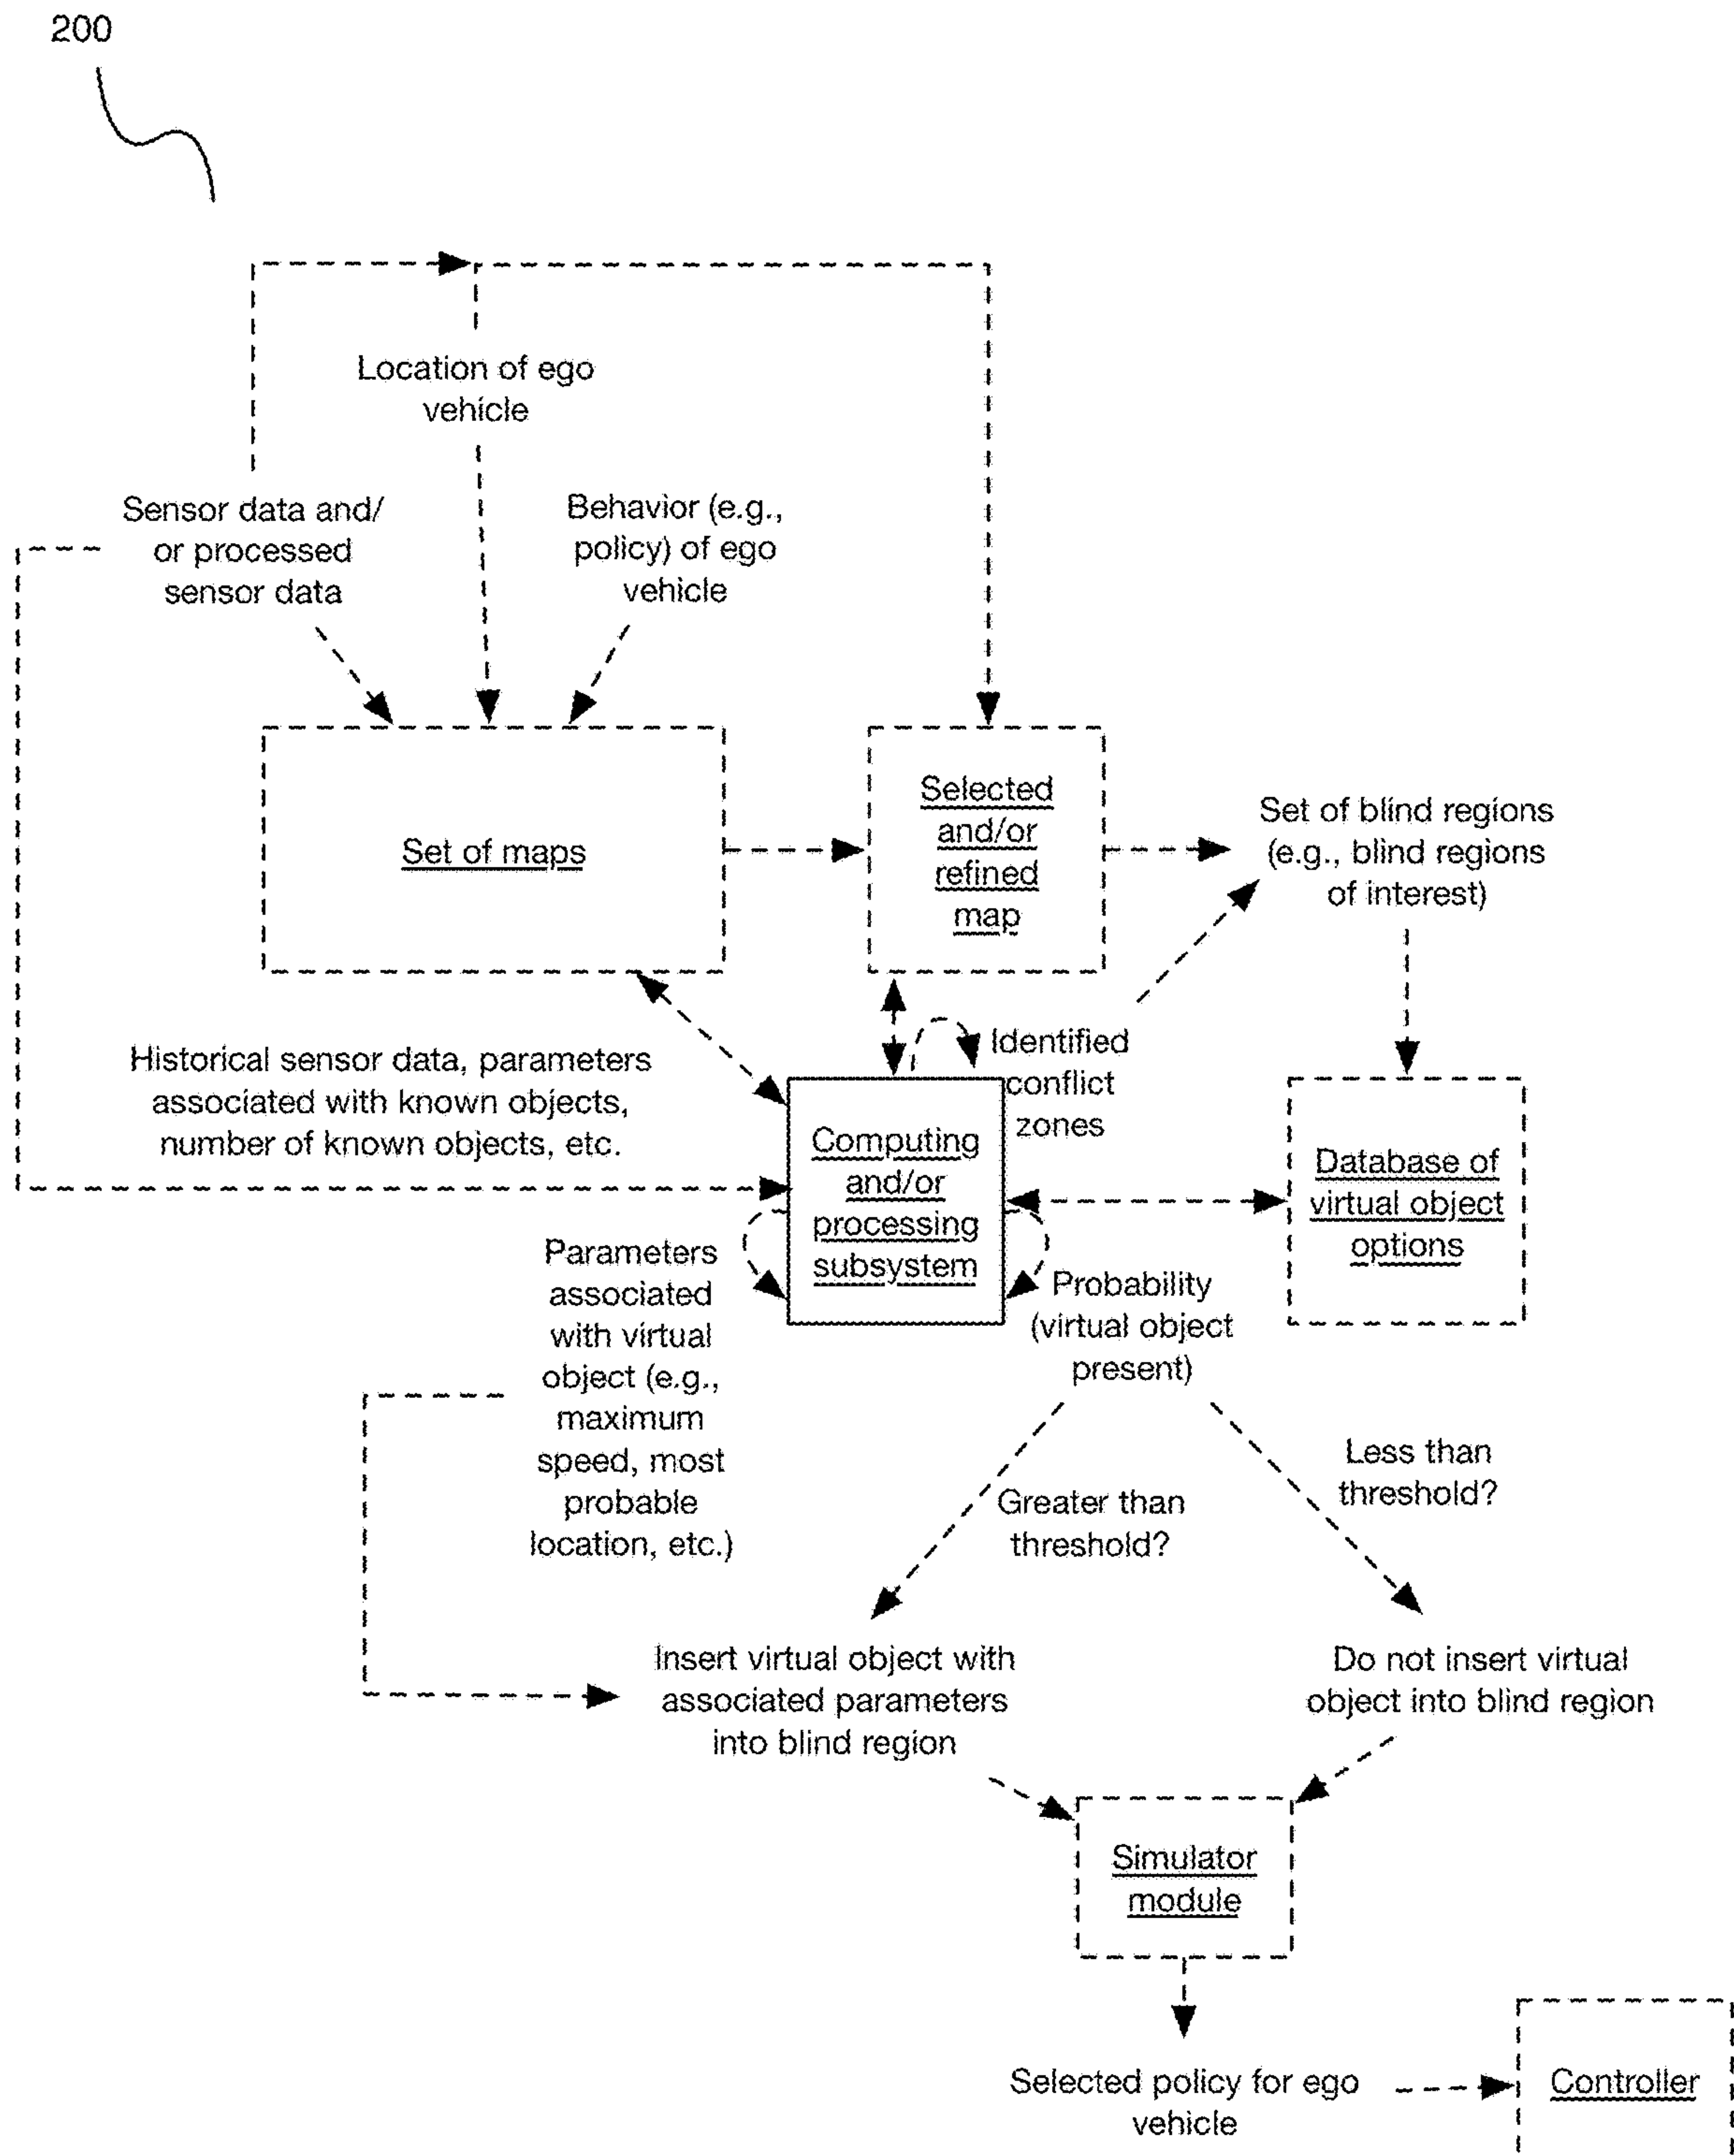 200
Location of ego
vehicle
Sensor data and/
or processed
sensor data
Behavior (e.g.,
policy) of ego
vehicle
Set of maps
Selected
and/or
refined
map
Set of blind regions
(e.g., blind regions
of interest)
Historical sensor data, parameters
associated with known objects,
number of known objects, etc.
Identified
conflict
zones
Computing
and/or
processing
subsystem
Database of
virtual object
options
Parameters
associated
with virtual
object (e.g.,
maximum
speed, most
probable
location, etc.)
Probability
(virtual object
present)
Less than
threshold?
Greater than
threshold?
Insert virtual object with
associated parameters
into blind region
Do not insert virtual
object into blind region
Simulator
module
Selected policy for ego
vehicle
Controller